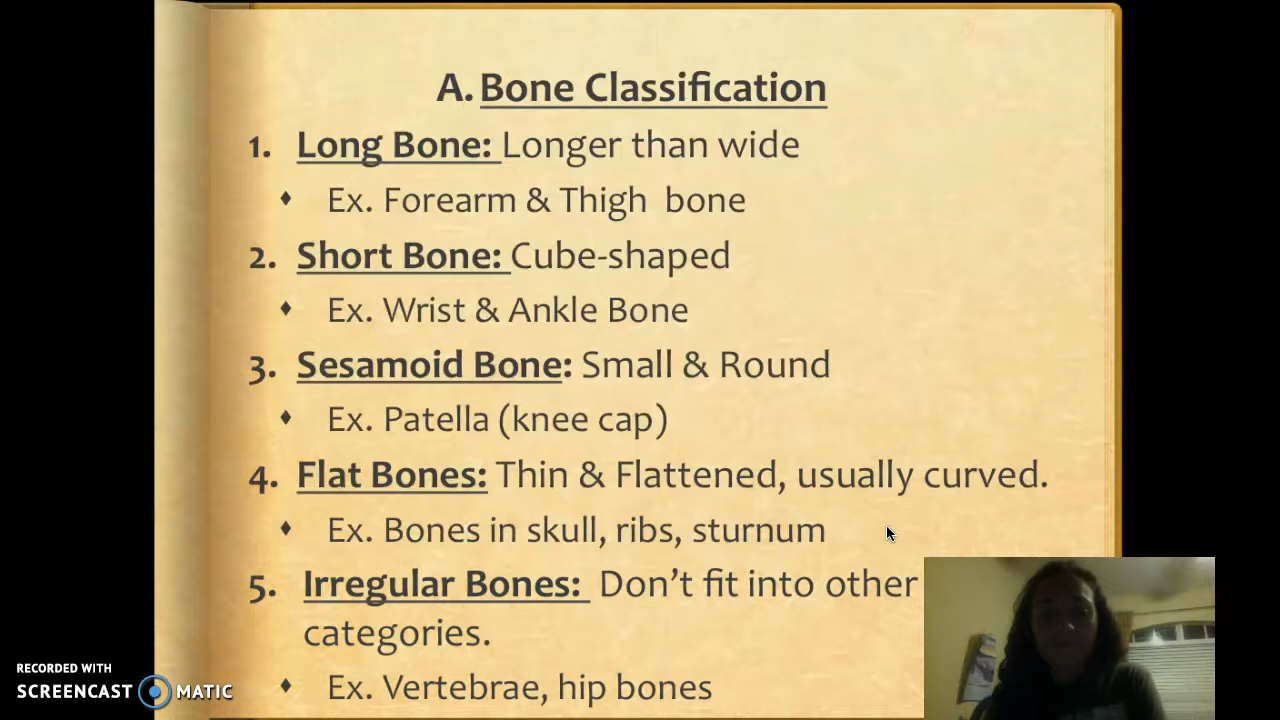 A. Bone Classification
1. Long Bone: Longer than wide
♦ Ex. Forearm & Thigh bone
2. Short Bone: Cube-shaped
♦ Ex. Wrist & Ankle Bone
3. Sesamoid Bone: Small & Round
♦ Ex. Patella (knee cap)
4. Flat Bones: Thin & Flattened, usually curved.
♦ Ex. Bones in skull, ribs, sturnum
5. Irregular Bones: Don’t fit into other
categories.
♦ Ex. Vertebrae, hip bones
RECORDED WITH
SCREENCAST MATIC